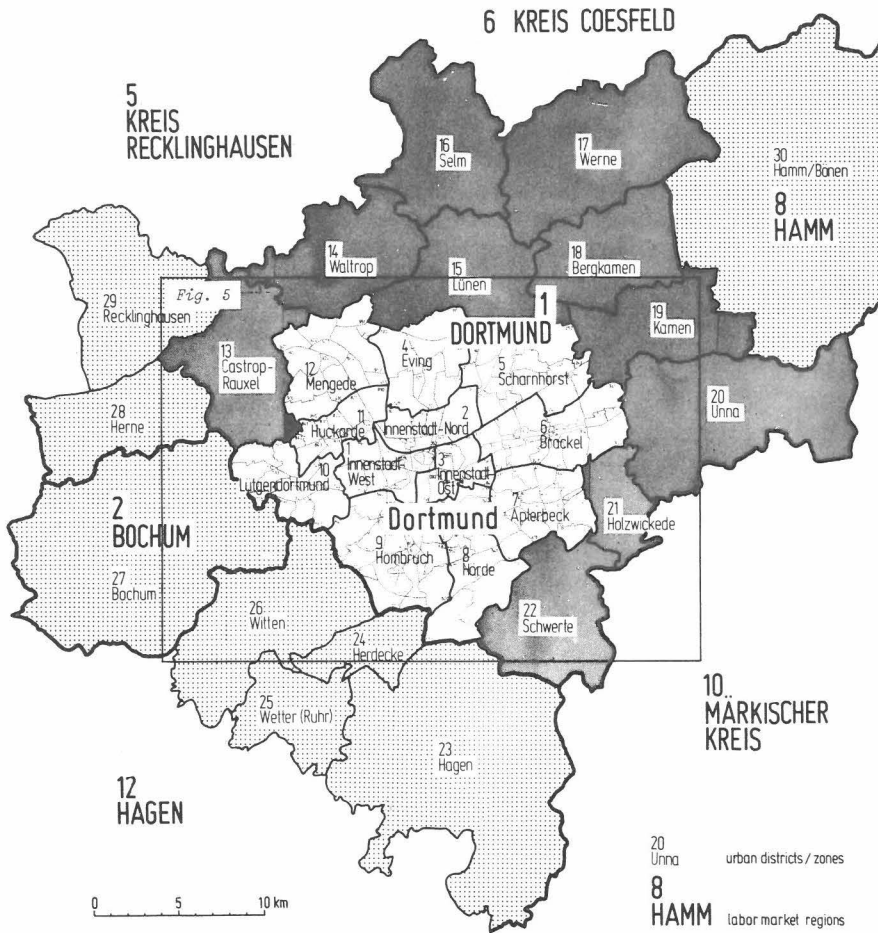 6 KREIS COESFELD
5
KREIS
RECKLINGHAUSEN
16
Selm
17
Werne
30
Hamm/Bönen
8
HAMM
14
Waltrop
15
Lünen
18
Bergkamen
29
Recklinghausen
Fig. 5
1
DORTMUND
19
Kamen
13
Castrop-
Rauxel
12
Mengede
4
Eving
5
Scharnhorst
20
Unna
28
Herne
11
Huckarde
2
Innenstadt-Nord
6
Brackel
10
Lütgendortmund
Innenstadt-
West
3
Innenstadt-
Ost
2
BOCHUM
Dortmund
7
Aplerbeck
21
Holzwickede
9
Hombruch
8
Hörde
27
Bochum
26
Witten
24
Herdecke
22
Schwerte
25
Wetter (Ruhr)
10
MÄRKISCHER
KREIS
23
Hagen
12
HAGEN
20
Unna urban districts / zones
8
HAMM labor market regions
0 5 10 km